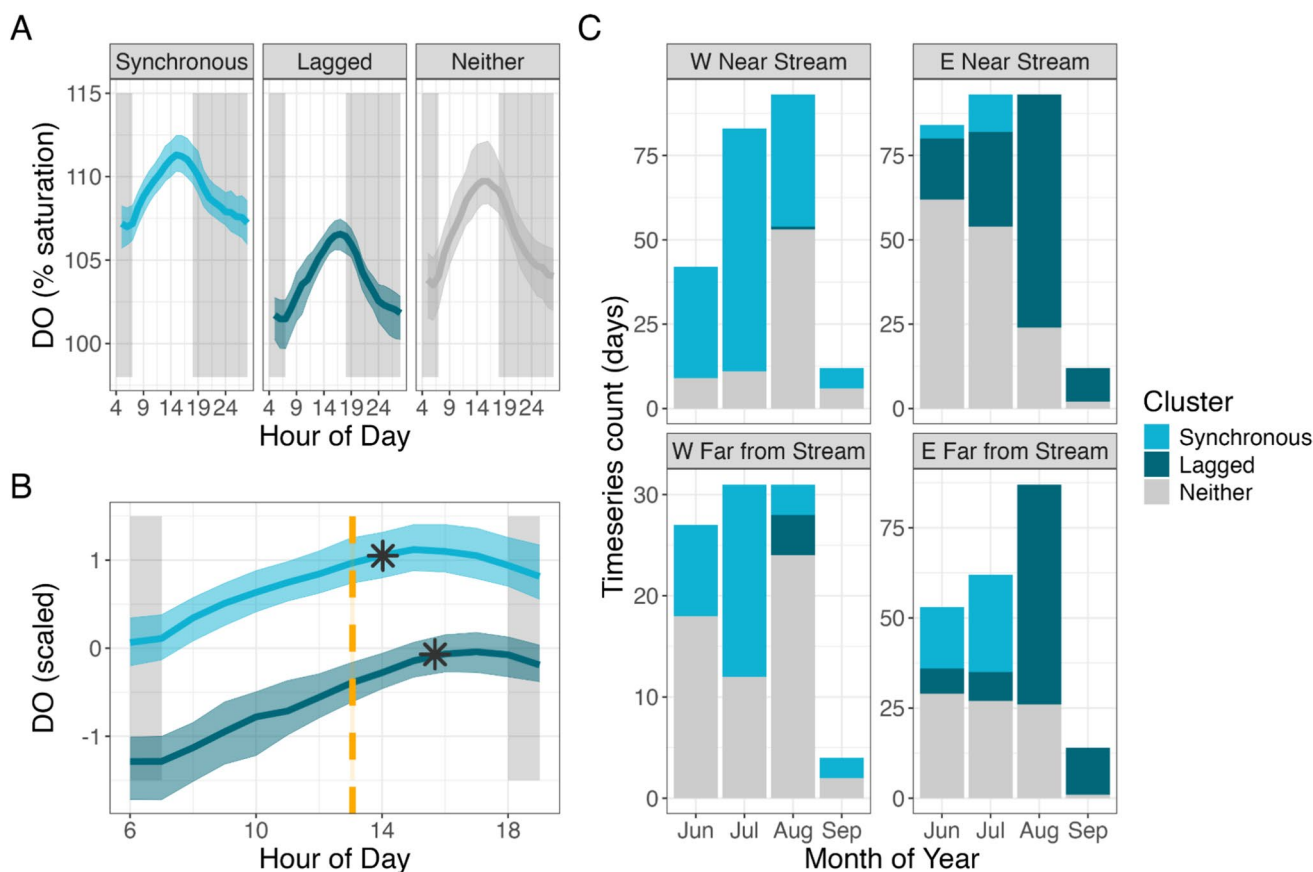 A
Synchronous Lagged Neither
115
110
105
100
DO (% saturation)
4 9 14 19 24 4 9 14 19 24 4 9 14 19 24
Hour of Day
B
1
0
-1
DO (scaled)
6 10 14 18
Hour of Day
C
W Near Stream E Near Stream
75
50
25
0
75
50
25
0
W Far from Stream E Far from Stream
30
20
10
0
75
50
25
0
Timeseries count (days)
Jun Jul Aug Sep Jun Jul Aug Sep
Month of Year
Cluster
Synchronous
Lagged
Neither